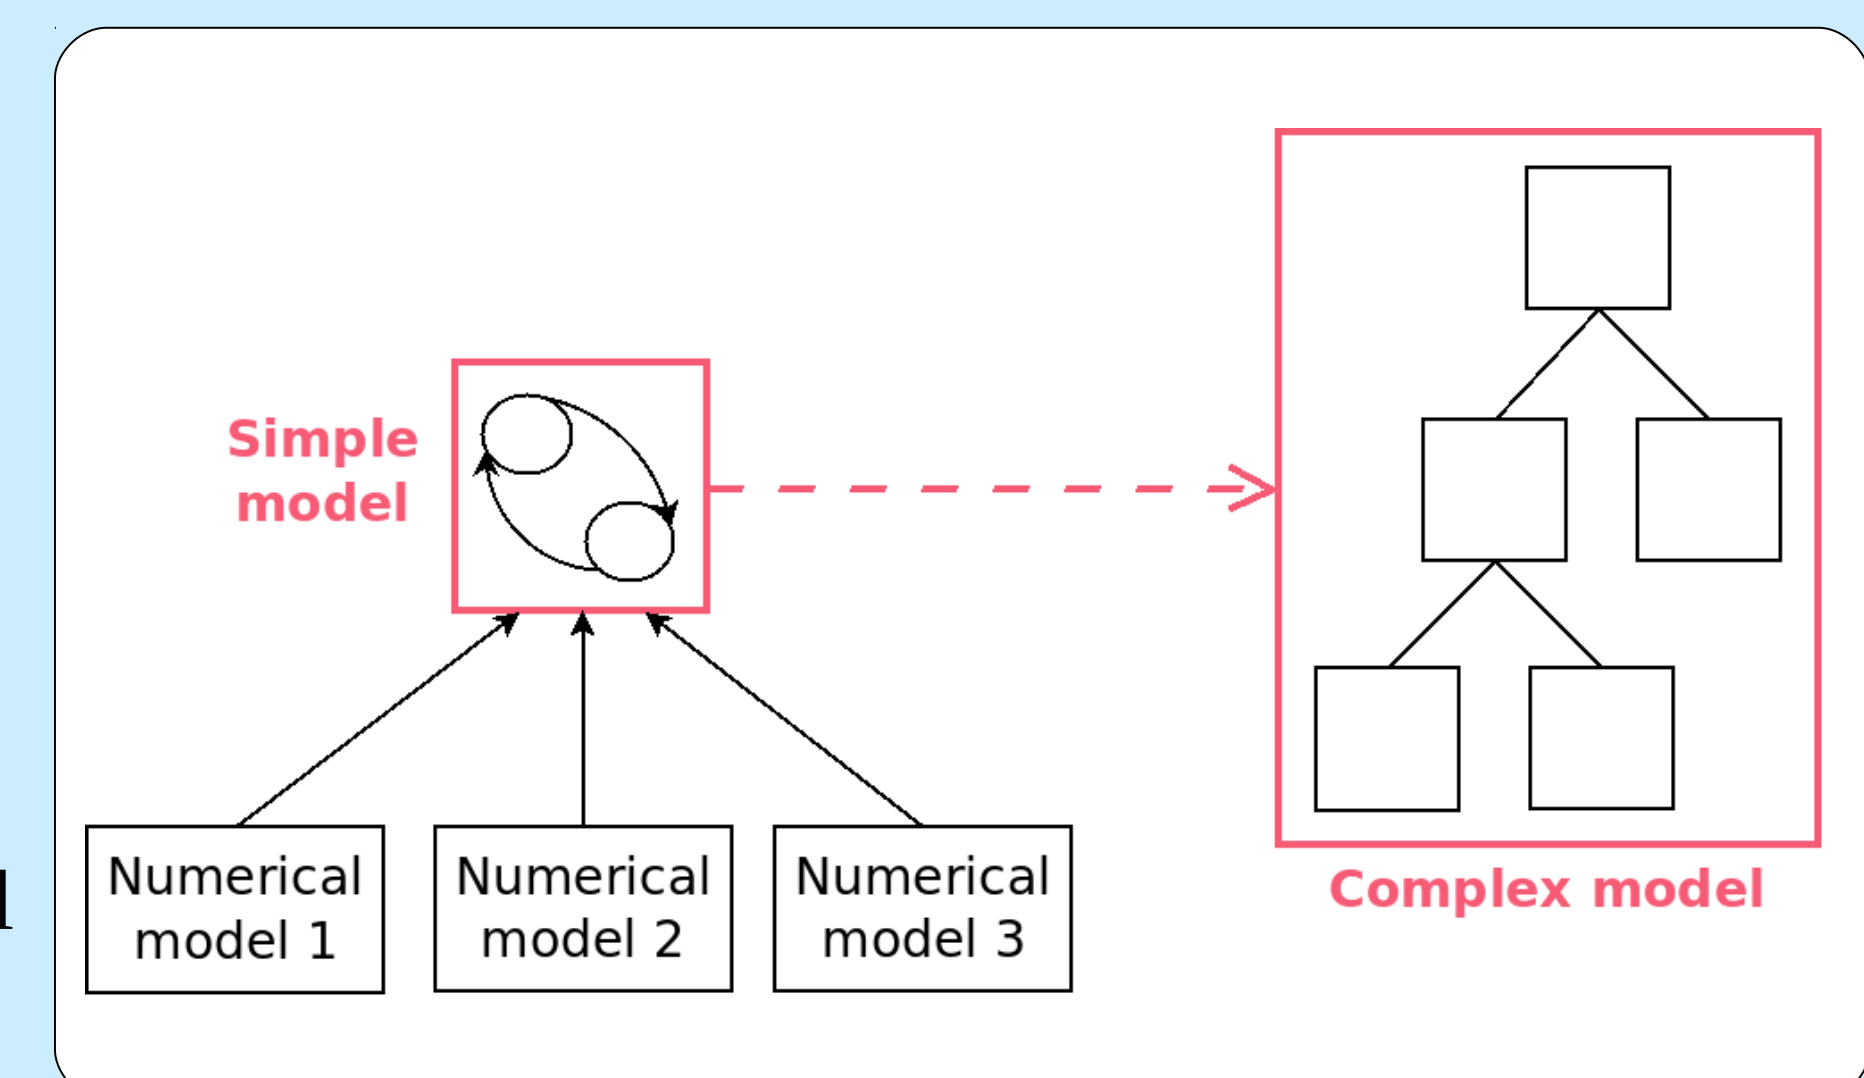 Simple
model
Numerical
model 1
Numerical
model 2
Numerical
model 3
Complex model